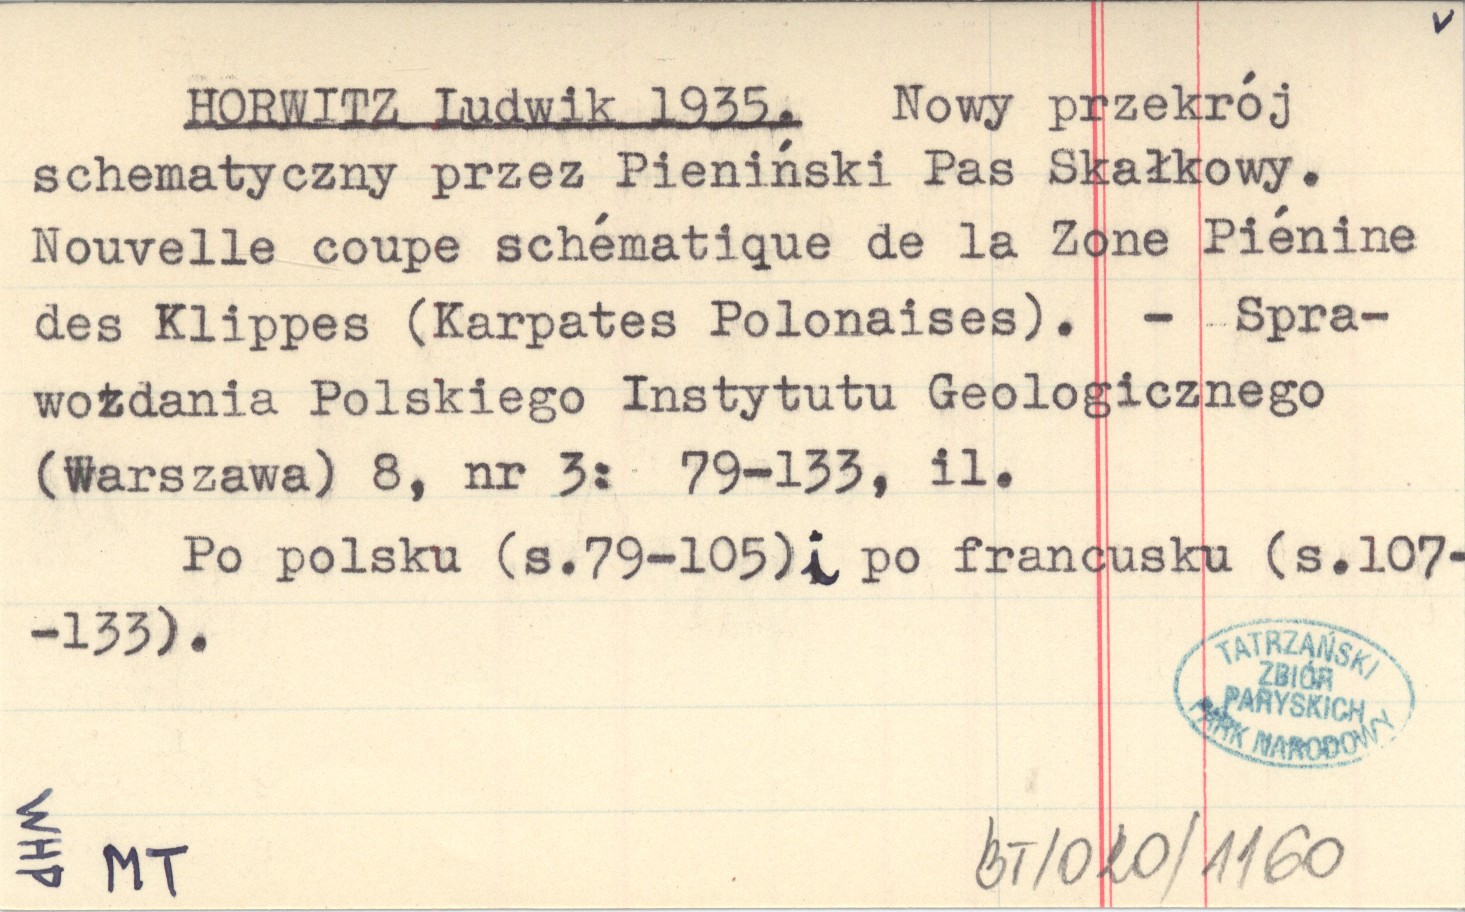 v
HORWITZ Ludwik 1935. Nowy przekrój
schematyczny przez Pieniński Pas Skałkowy.
Nouvelle coupe schématique de la Zone Piénine
des Klippes (Karpates Polonaises). - Spra-
wozdania Polskiego Instytutu Geologicznego
(Warszawa) 8, nr 3: 79-133, il.
Po polsku (s.79-105)i po francusku (s.107-
-133).
TATRZAŃSKI
ZBIÓR
PARYSKICH
PARK NARODOWY
WHP
MT
BT/020/1160